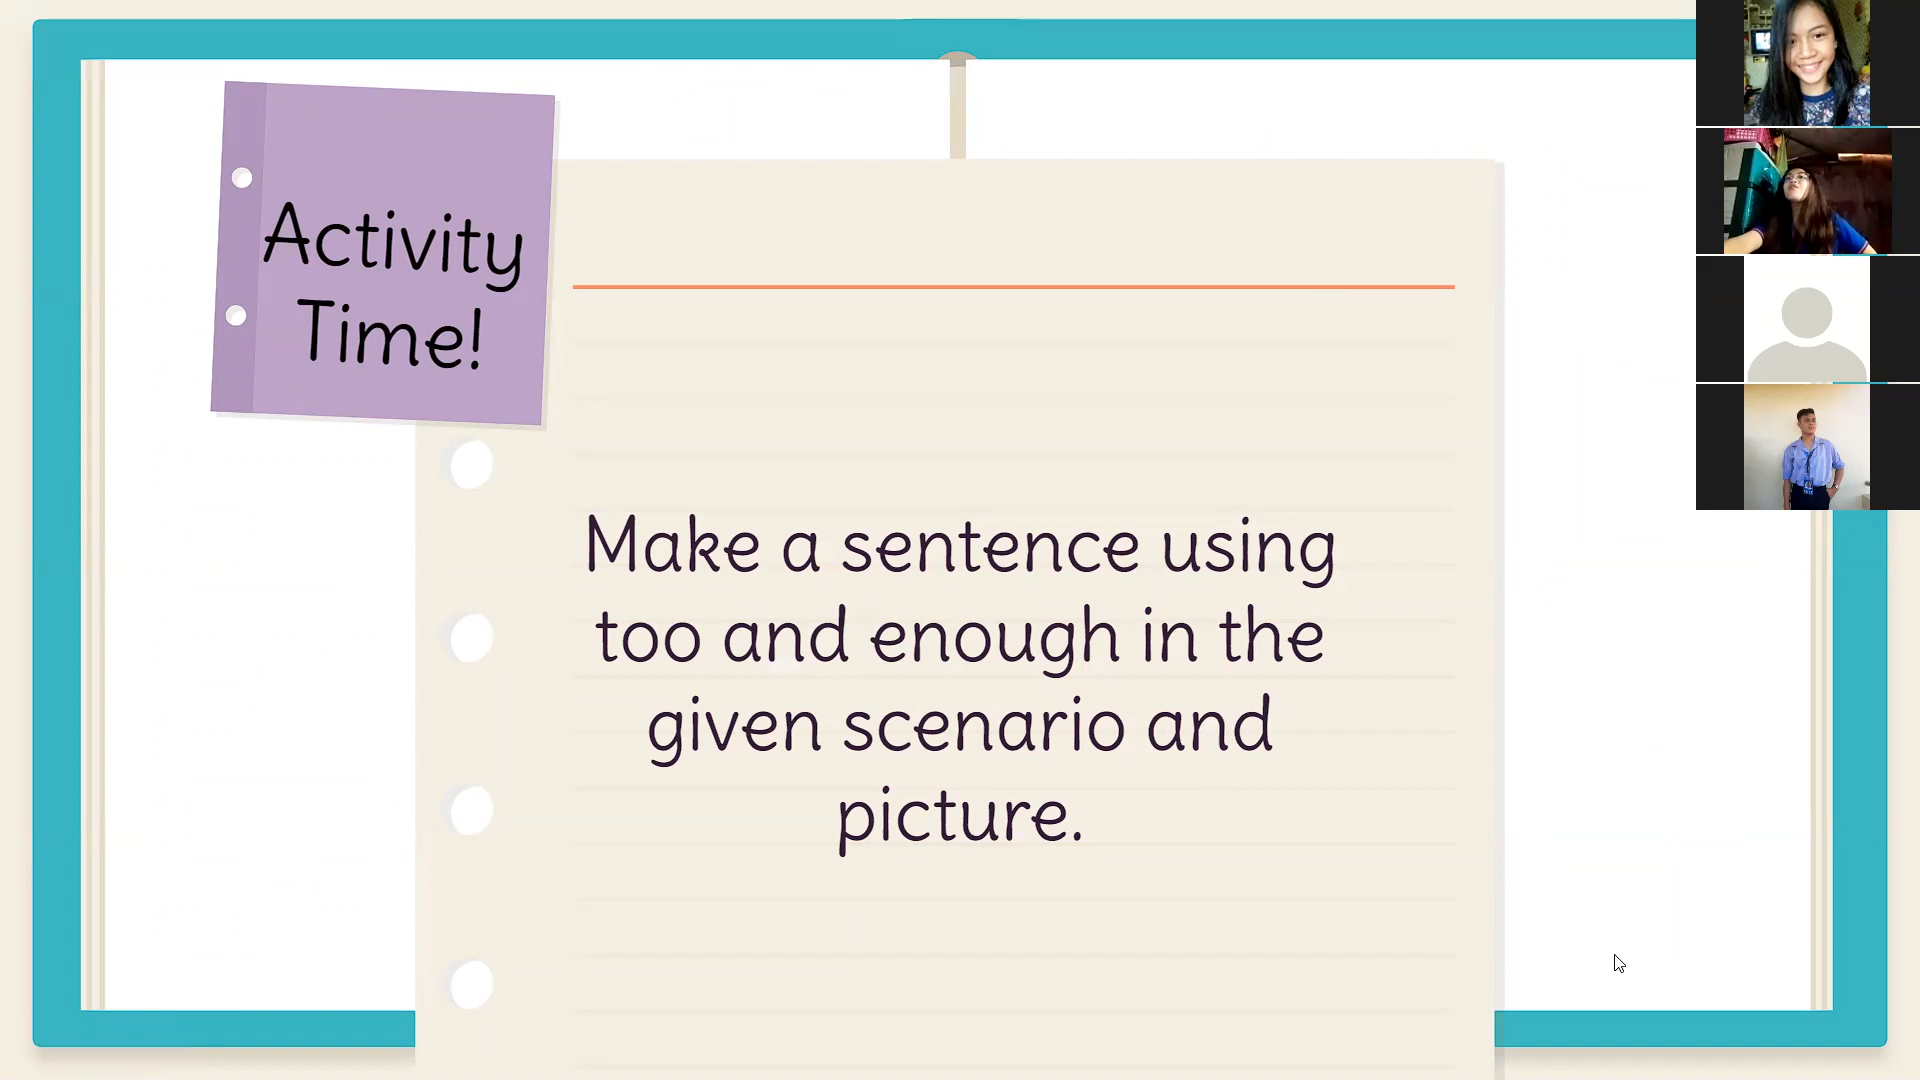 Activity
Time!
Make a sentence using
too and enough in the
given scenario and
picture.